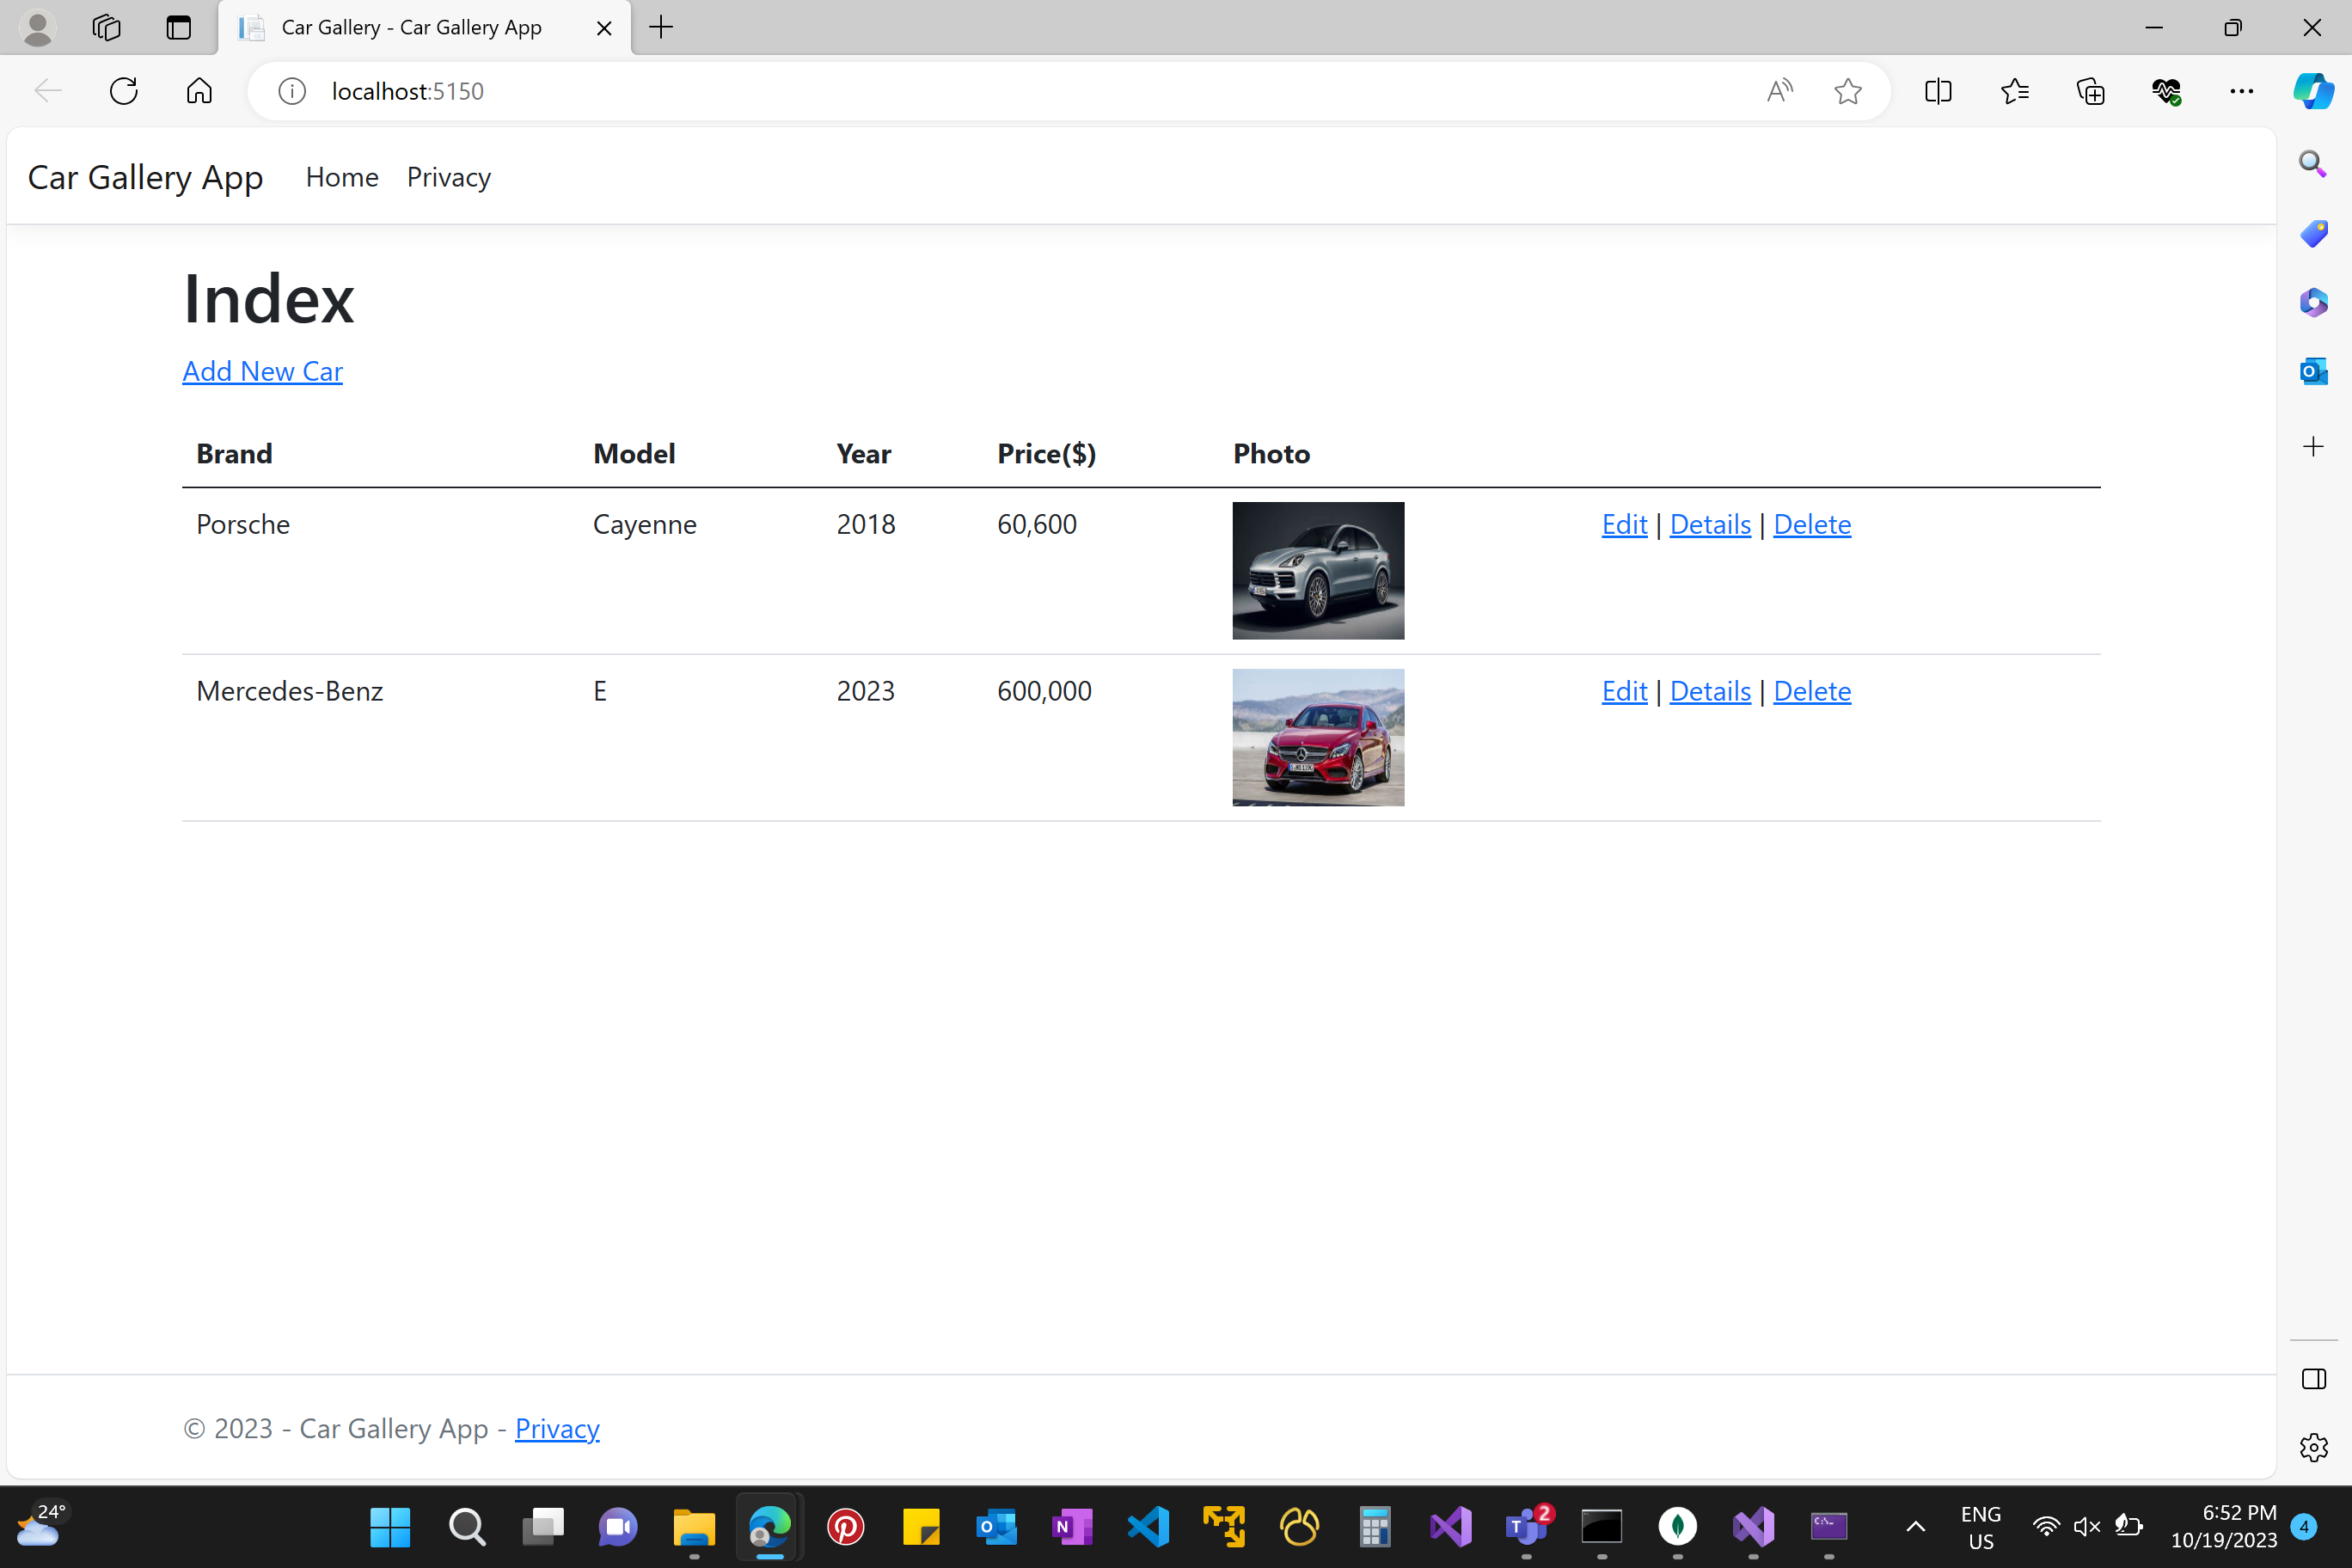 Car Gallery - Car Gallery App
localhost:5150
Car Gallery App Home Privacy
Index
Add New Car
Brand Model Year Price($) Photo
Porsche Cayenne 2018 60,600 Edit | Details | Delete
Mercedes-Benz E 2023 600,000 Edit | Details | Delete
© 2023 - Car Gallery App - Privacy
24°
2
ENG
US
6:52 PM
10/19/2023
4